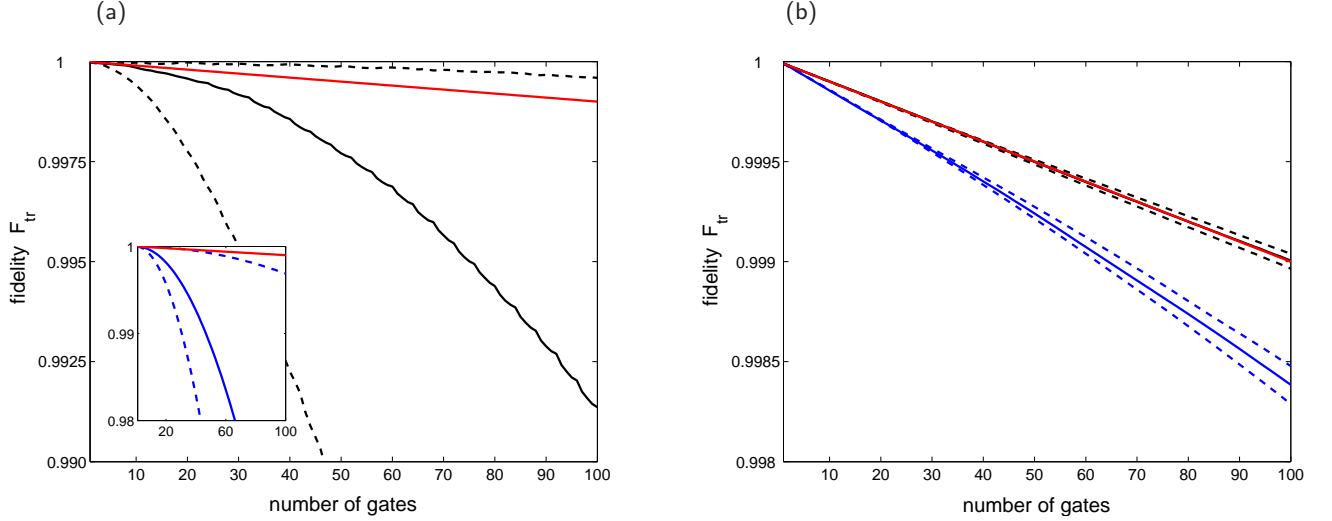 (a)
1
0.9975
0.995
0.9925
0.990
fidelity F_tr
10 20 30 40 50 60 70 80 90 100
number of gates
1
0.99
0.98
20 60 100
(b)
1
0.9995
0.999
0.9985
0.998
fidelity F_tr
10 20 30 40 50 60 70 80 90 100
number of gates